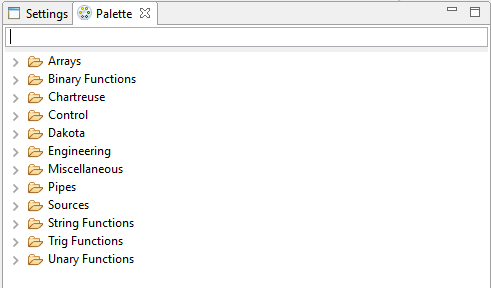 Settings Palette
Arrays
Binary Functions
Chartreuse
Control
Dakota
Engineering
Miscellaneous
Pipes
Sources
String Functions
Trig Functions
Unary Functions